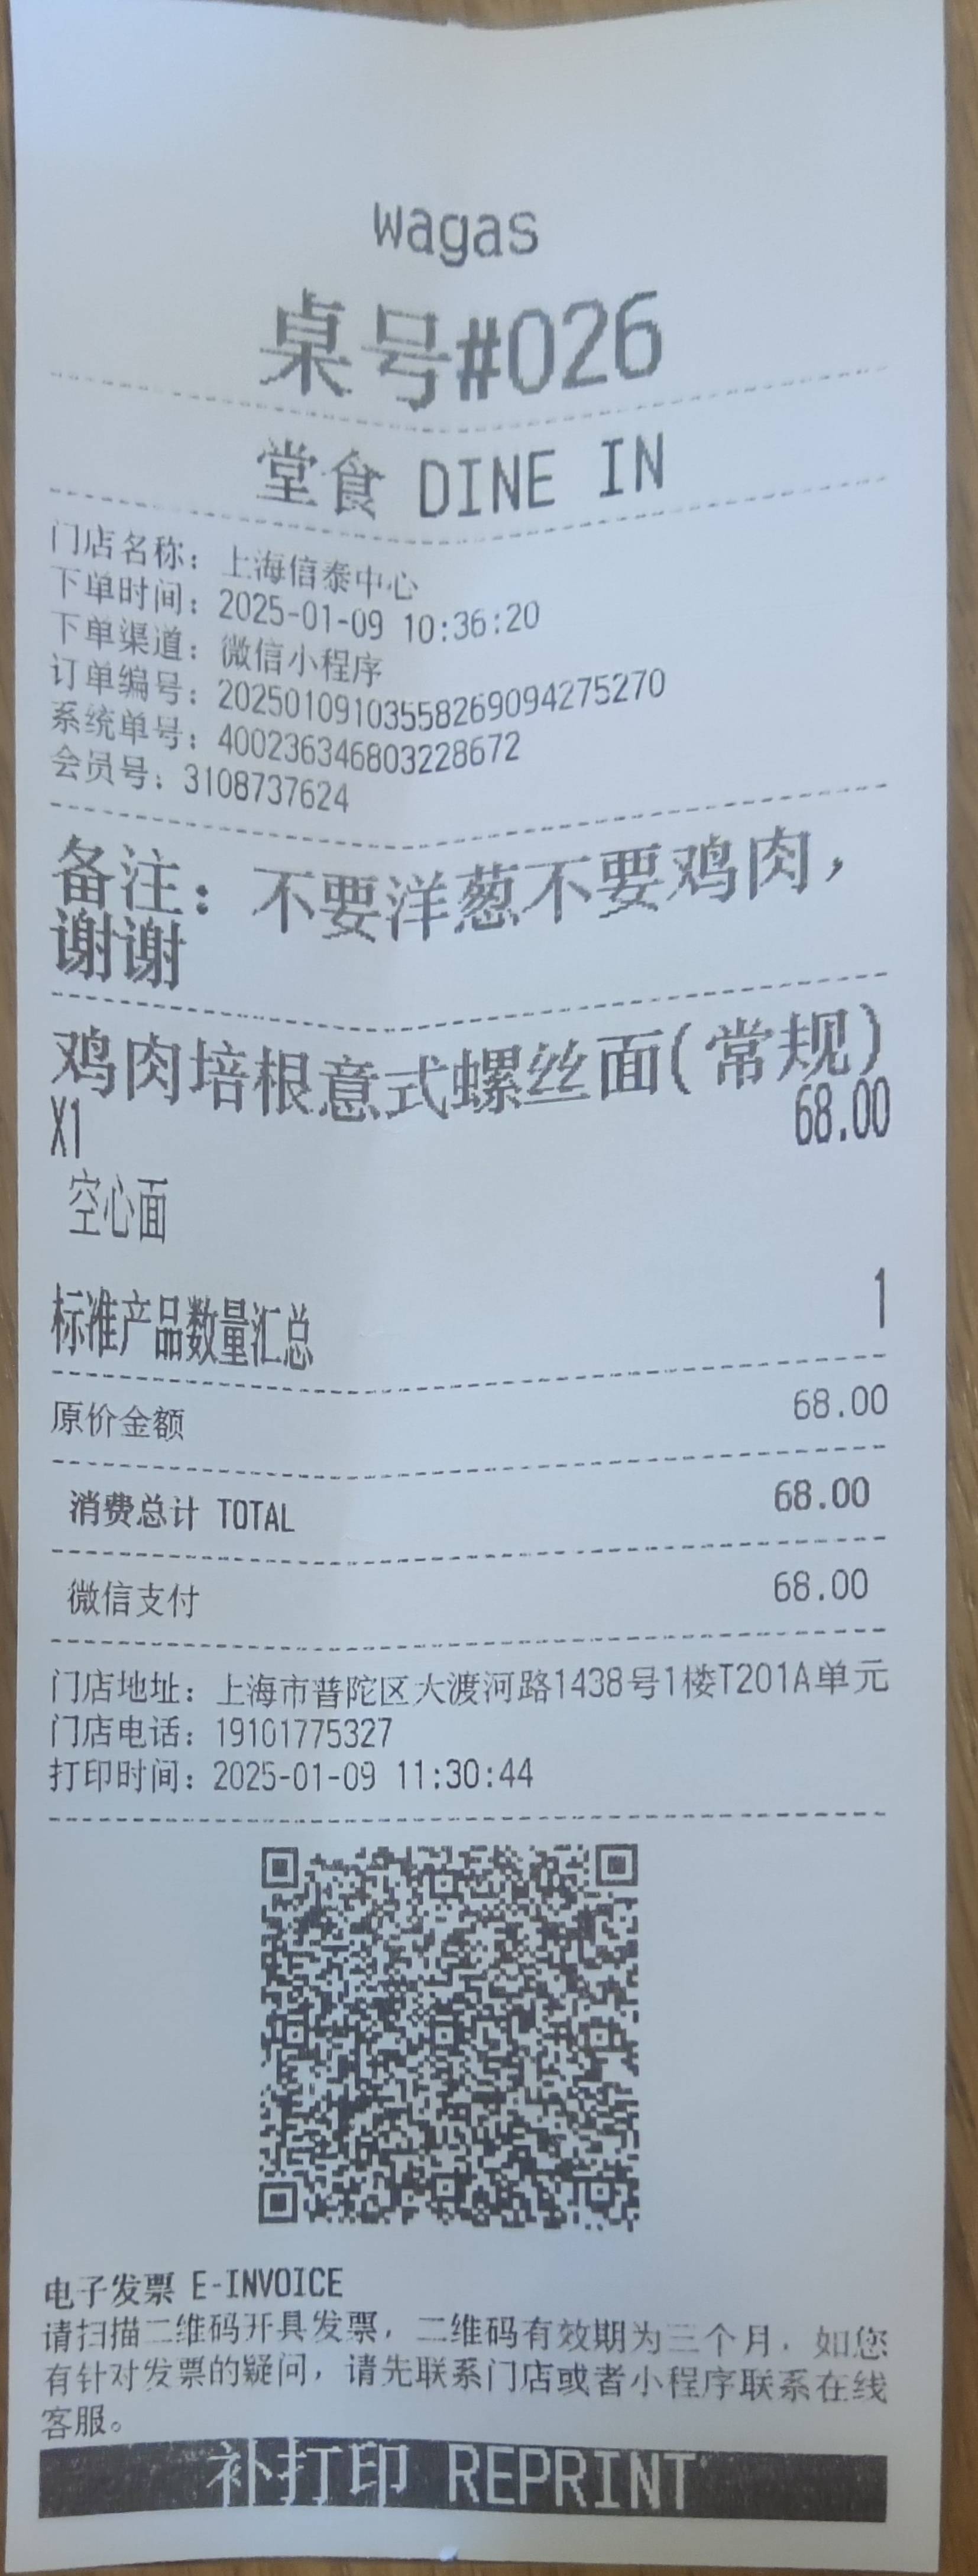 wagas
桌号#026
堂食 DINE IN
门店名称：上海信泰中心
下单时间：2025-01-09 10:36:20
下单渠道：微信小程序
订单编号：2025010910355826909427 5270
系统单号：400236346803228672
会员号：3108737624
备注：不要洋葱不要鸡肉，
谢谢
鸡肉培根意式螺丝面(常规)
X1 68.00
空心面
标准产品数量汇总 1
原价金额 68.00
消费总计 TOTAL 68.00
微信支付 68.00
门店地址：上海市普陀区大渡河路1438号1楼T201A单元
门店电话：19101775327
打印时间：2025-01-09 11:30:44
电子发票 E-INVOICE
请扫描二维码开具发票，二维码有效期为三个月，如您
有针对发票的疑问，请先联系门店或者小程序联系在线
客服。
补打印 REPRINT